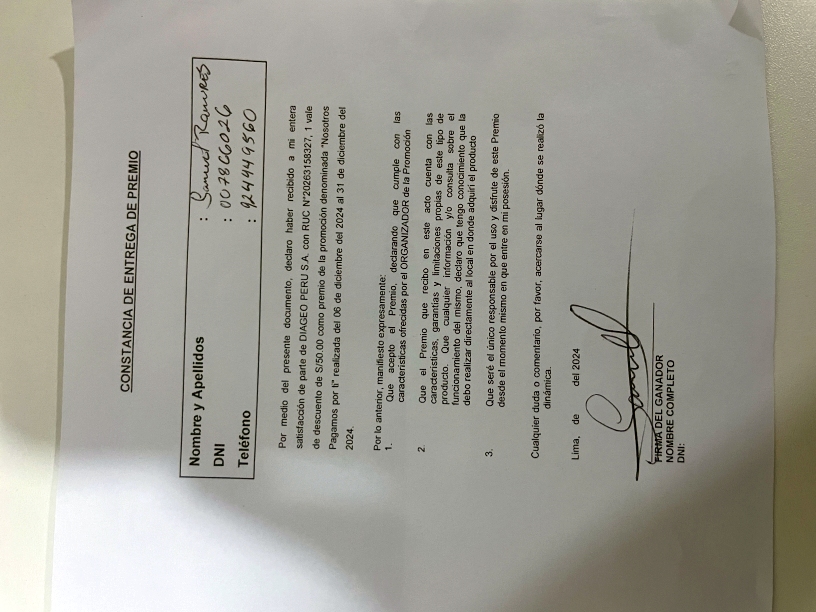 CONSTANCIA DE ENTREGA DE PREMIO
Nombre y Apellidos : Samuel Ramires
DNI : 00786026
Teléfono : 924949560
Por medio del presente documento, declaro haber recibido a mi entera
satisfacción de parte de DIAGEO PERU S.A. con RUC N°20263158327, 1 vale
de descuento de S/50.00 como premio de la promoción denominada "Nosotros
Pagamos por ti" realizada del 06 de diciembre del 2024 al 31 de diciembre del
2024.
Por lo anterior, manifiesto expresamente:
1. Que acepto el Premio, declarando que cumple con las
características ofrecidas por el ORGANIZADOR de la Promoción
2. Que el Premio que recibo en este acto cuenta con las
características, garantías y limitaciones propias de este tipo de
producto. Que cualquier información y/o consulta sobre el
funcionamiento del mismo, declaro que tengo conocimiento que la
debo realizar directamente al local en donde adquirí el producto
3. Que seré el único responsable por el uso y disfrute de este Premio
desde el momento mismo en que entre en mi posesión.
Cualquier duda o comentario, por favor, acercarse al lugar dónde se realizó la
dinámica.
Lima, de del 2024
FIRMA DEL GANADOR
NOMBRE COMPLETO
DNI: